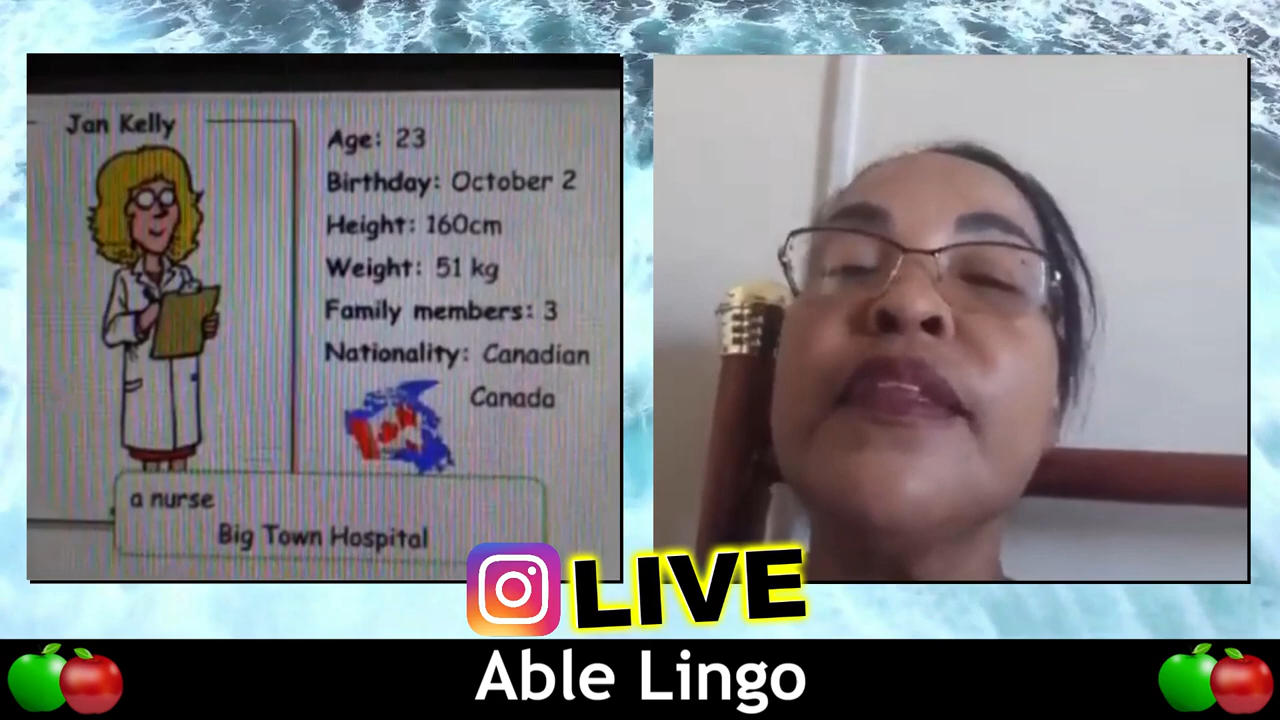 Jan Kelly
Age: 23
Birthday: October 2
Height: 160cm
Weight: 51 kg
Family members: 3
Nationality: Canadian
Canada
a nurse
Big Town Hospital
LIVE
Able Lingo